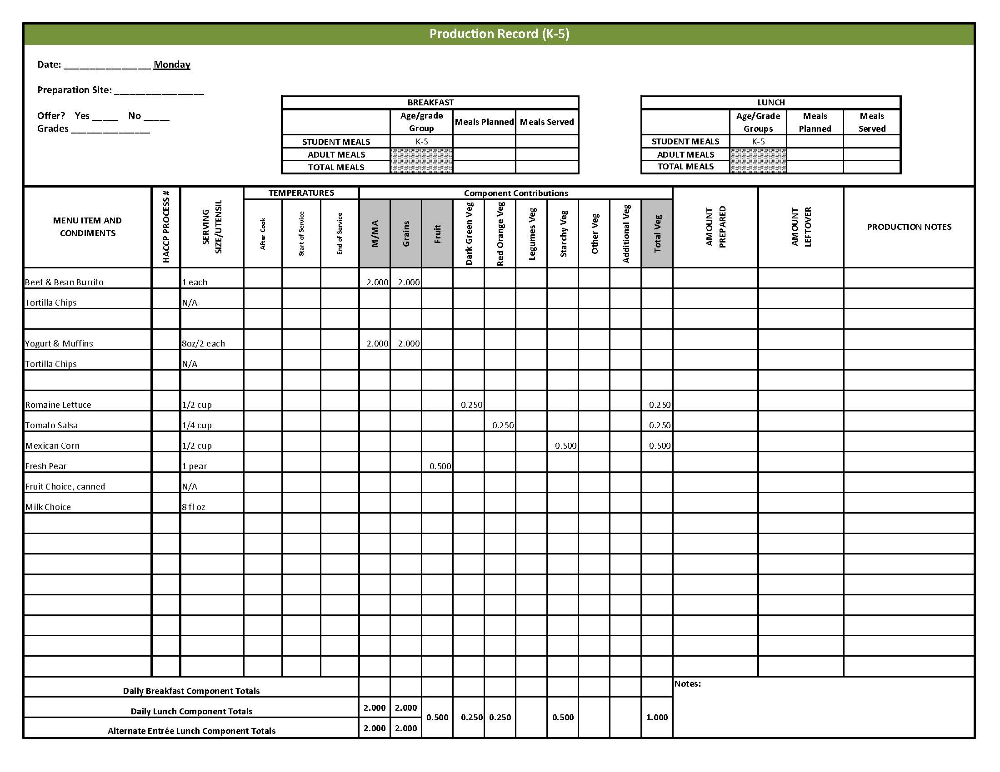 Production Record (K-5)
Date: _________________ Monday
Preparation Site: _________________
Offer? Yes _____ No _____
Grades _______________
BREAKFAST
Age/grade Group Meals Planned Meals Served
STUDENT MEALS K-5
ADULT MEALS
TOTAL MEALS
LUNCH
Age/Grade Groups Meals Planned Meals Served
STUDENT MEALS K-5
ADULT MEALS
TOTAL MEALS
MENU ITEM AND CONDIMENTS
HACCP PROCESS #
SERVING SIZE/UTENSIL
TEMPERATURES
After Cook
Start of Service
End of Service
Component Contributions
M/MA
Grains
Fruit
Dark Green Veg
Red Orange Veg
Legumes Veg
Starchy Veg
Other Veg
Additional Veg
Total Veg
AMOUNT PREPARED
AMOUNT LEFTOVER
PRODUCTION NOTES
Beef & Bean Burrito 1 each 2.000 2.000
Tortilla Chips N/A
Yogurt & Muffins 8oz/2 each 2.000 2.000
Tortilla Chips N/A
Romaine Lettuce 1/2 cup 0.250 0.250
Tomato Salsa 1/4 cup 0.250 0.250
Mexican Corn 1/2 cup 0.500 0.500
Fresh Pear 1 pear 0.500
Fruit Choice, canned N/A
Milk Choice 8 fl oz
Daily Breakfast Component Totals
Notes:
Daily Lunch Component Totals 2.000 2.000
0.500 0.250 0.250 0.500 1.000
Alternate Entrée Lunch Component Totals 2.000 2.000